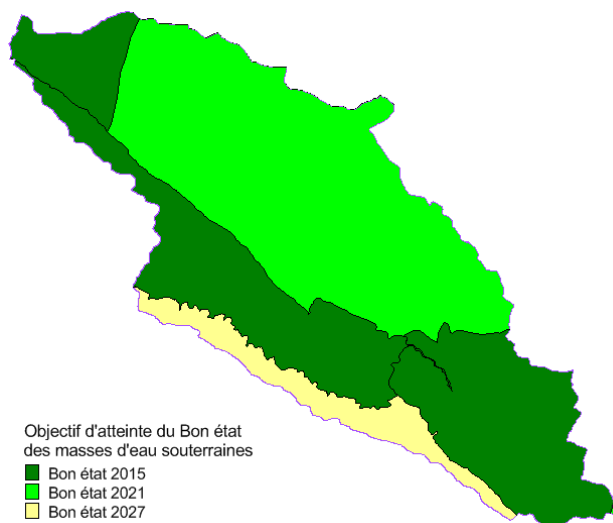 Objectif d'atteinte du Bon état
des masses d'eau souterraines
Bon état 2015
Bon état 2021
Bon état 2027